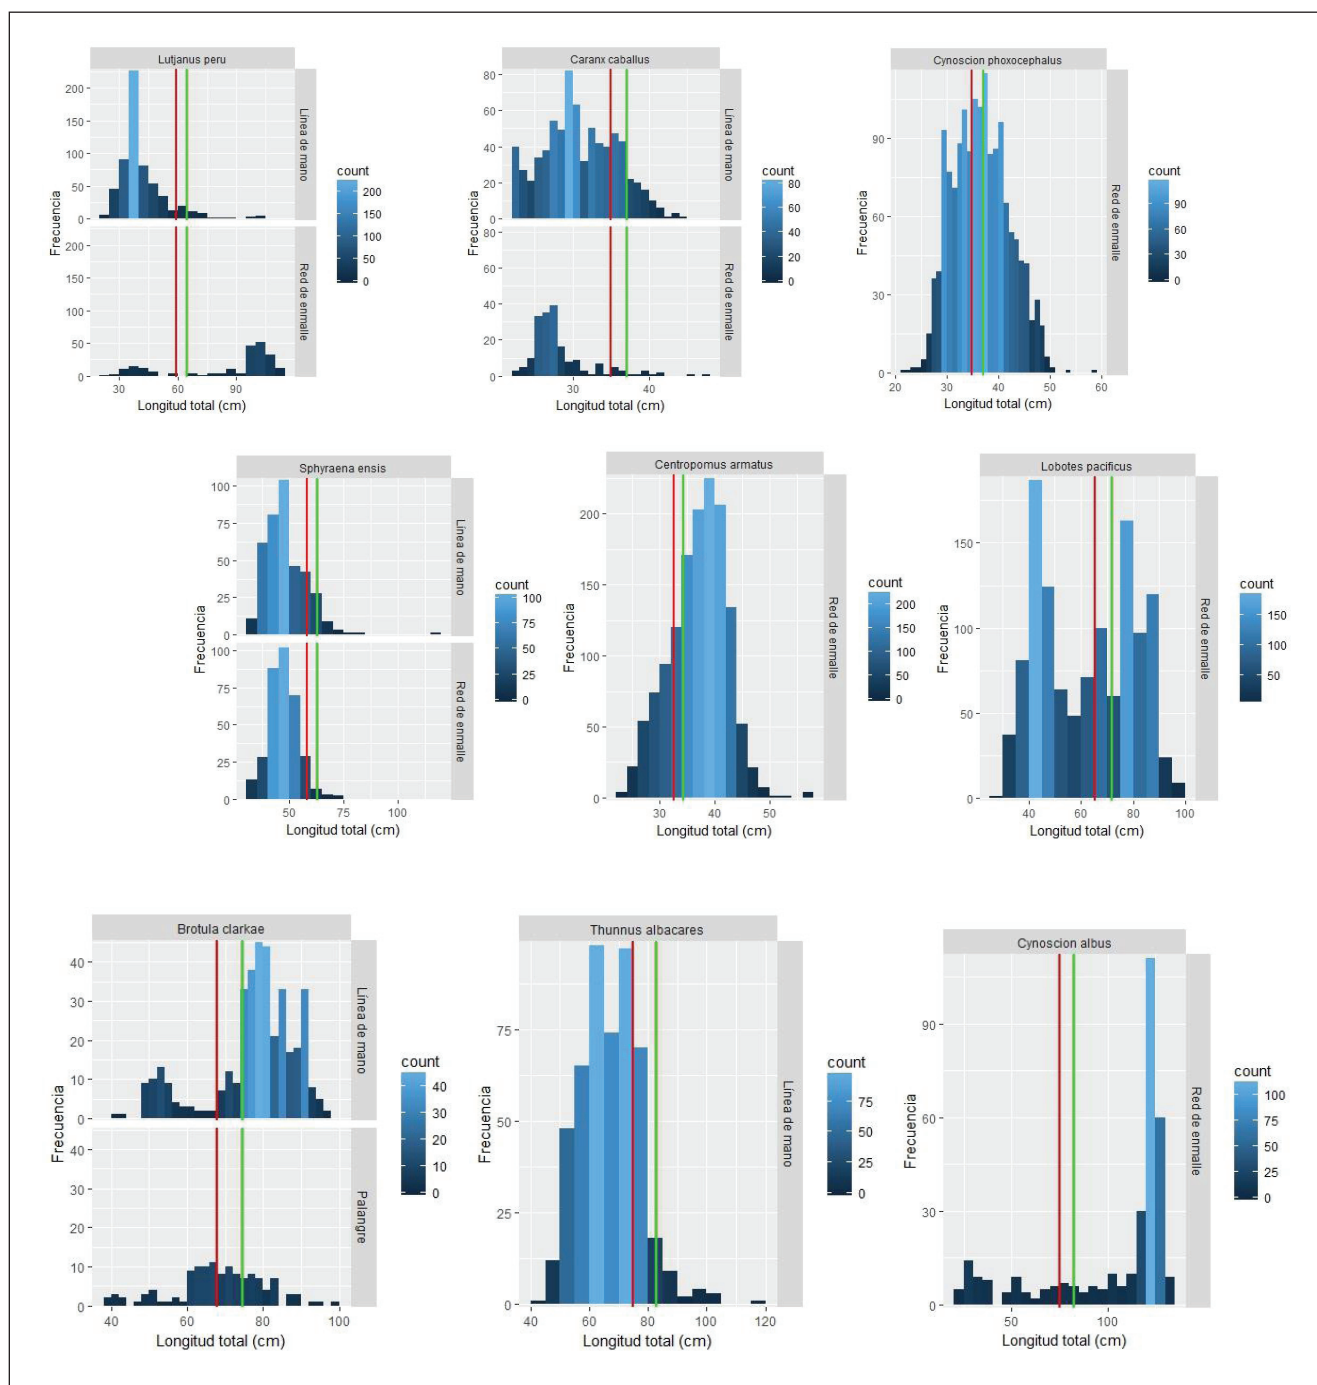 Lutjanus peru
Línea de mano
Red de enmalle
Frecuencia
200
150
100
50
0
200
150
100
50
0
30 60 90
Longitud total (cm)
count
200
150
100
50
0
Caranx caballus
Línea de mano
Red de enmalle
Frecuencia
80
60
40
20
0
80
60
40
20
0
30 40
Longitud total (cm)
count
80
60
40
20
0
Cynoscion phoxocephalus
Red de enmalle
Frecuencia
90
60
30
0
20 30 40 50 60
Longitud total (cm)
count
90
60
30
0
Sphyraena ensis
Línea de mano
Red de enmalle
Frecuencia
100
75
50
25
0
100
75
50
25
0
50 75 100
Longitud total (cm)
count
100
75
50
25
0
Centropomus armatus
Red de enmalle
Frecuencia
200
150
100
50
0
30 40 50
Longitud total (cm)
count
200
150
100
50
0
Lobotes pacificus
Red de enmalle
Frecuencia
150
100
50
0
40 60 80 100
Longitud total (cm)
count
150
100
50
Brotula clarkae
Línea de mano
Palangre
Frecuencia
40
30
20
10
0
40
30
20
10
0
40 60 80 100
Longitud total (cm)
count
40
30
20
10
0
Thunnus albacares
Línea de mano
Frecuencia
75
50
25
0
40 60 80 100 120
Longitud total (cm)
count
75
50
25
0
Cynoscion albus
Red de enmalle
Frecuencia
90
60
30
0
50 100
Longitud total (cm)
count
100
75
50
25
0